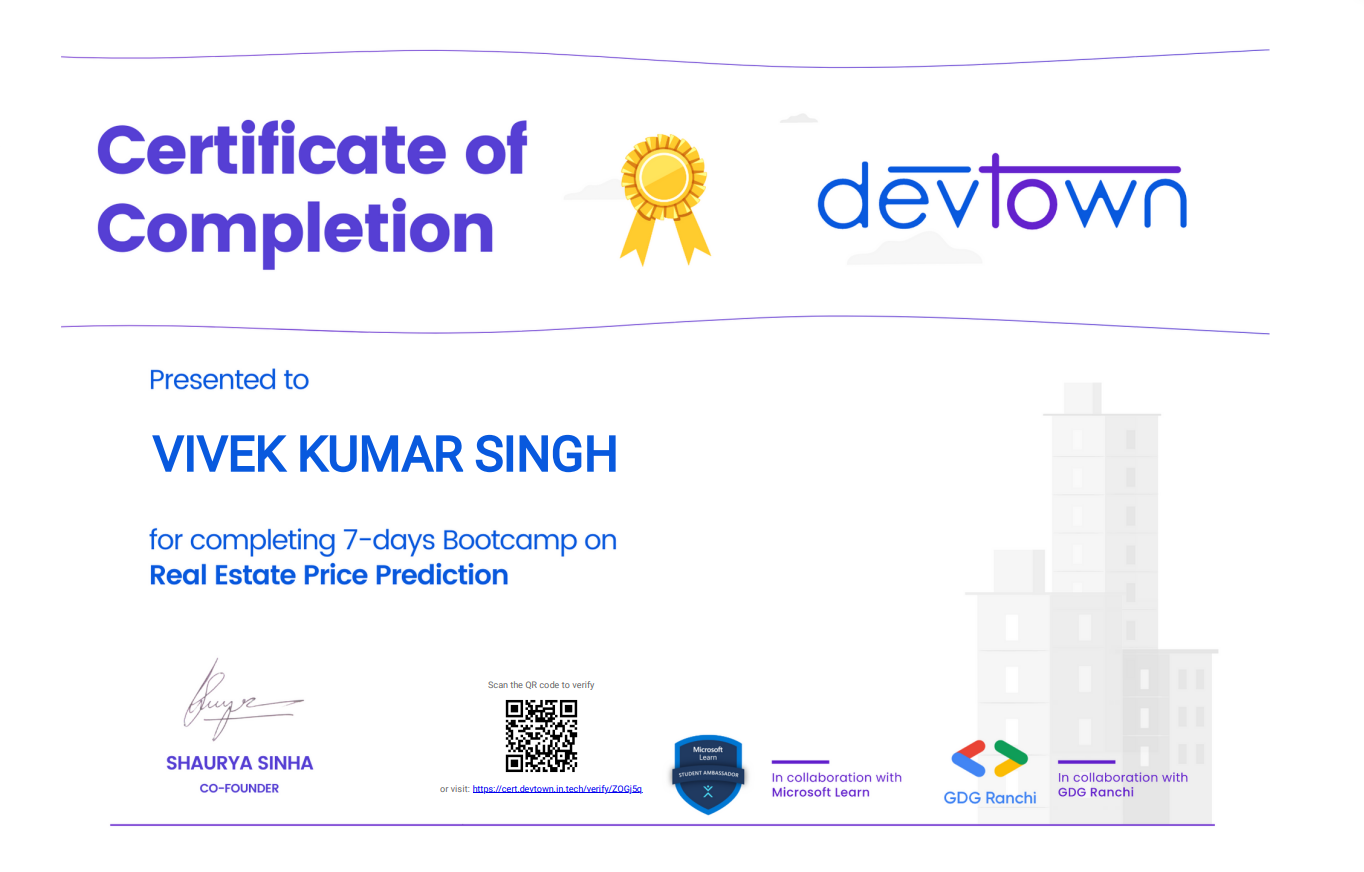 Certificate of
Completion
devtown
Presented to
VIVEK KUMAR SINGH
for completing 7-days Bootcamp on
Real Estate Price Prediction
SHAURYA SINHA
CO-FOUNDER
Scan the QR code to verify
or visit: https://cert.devtown.in.tech/verify/ZOGj5q
Microsoft
Learn
STUDENT AMBASSADOR
In collaboration with
Microsoft Learn
GDG Ranchi
In collaboration with
GDG Ranchi